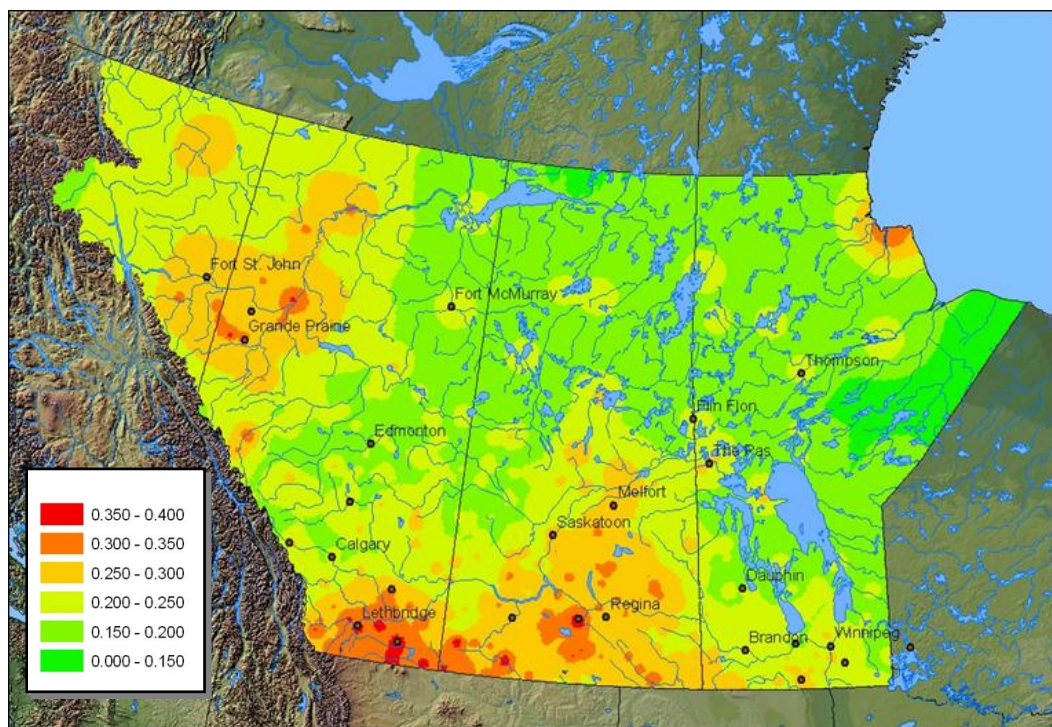 Fort St. John
Fort McMurray
Grande Praine
Thompson
Flin Flon
Edmonton
The Pas
Melfort
Saskatoon
Calgary
Dauphin
Lethbridge
Regina
Brandon
Winnipeg
0.350 - 0.400
0.300 - 0.350
0.250 - 0.300
0.200 - 0.250
0.150 - 0.200
0.000 - 0.150